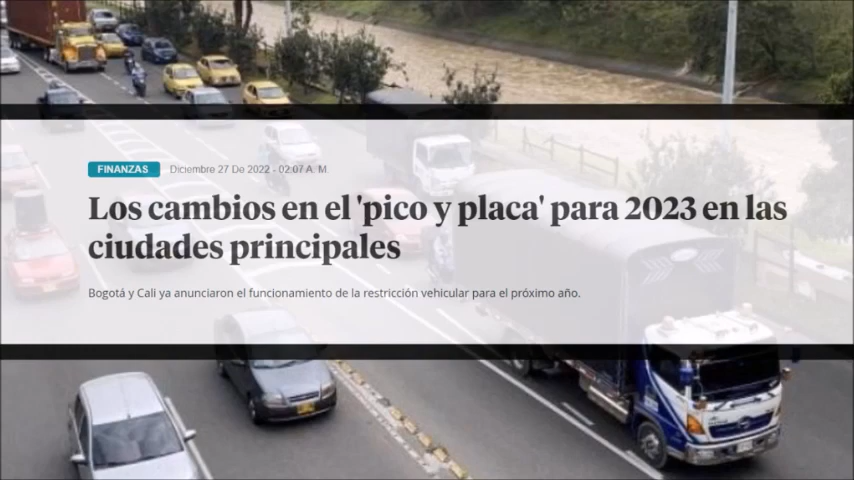 FINANZAS Diciembre 27 De 2022 - 02:07 A. M.
Los cambios en el 'pico y placa' para 2023 en las
ciudades principales
Bogotá y Cali ya anunciaron el funcionamiento de la restricción vehicular para el próximo año.